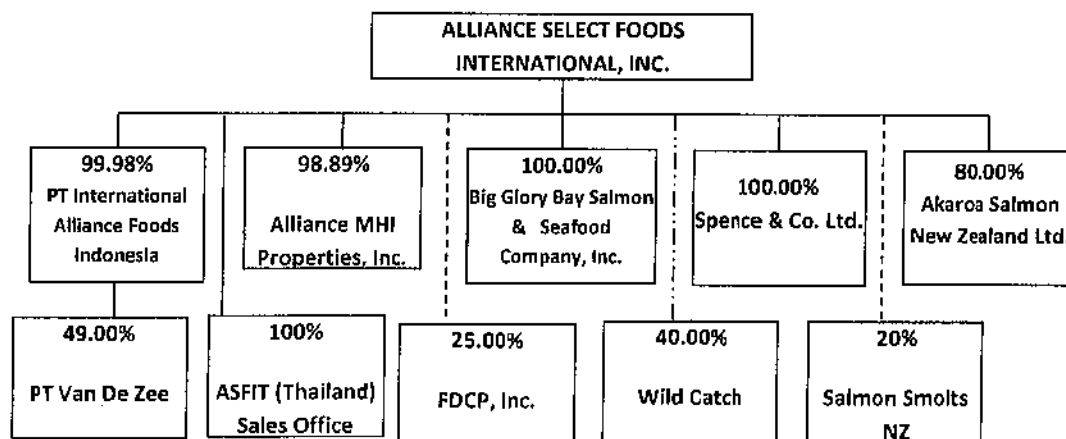 ALLIANCE SELECT FOODS
INTERNATIONAL, INC.
99.98%
PT International
Alliance Foods
Indonesia
98.89%
Alliance MHI
Properties, Inc.
100.00%
Big Glory Bay Salmon
& Seafood
Company, Inc.
100.00%
Spence & Co. Ltd.
80.00%
Akaroa Salmon
New Zealand Ltd.
49.00%
PT Van De Zee
100%
ASFIT (Thailand)
Sales Office
25.00%
FDCP, Inc.
40.00%
Wild Catch
20%
Salmon Smolts
NZ